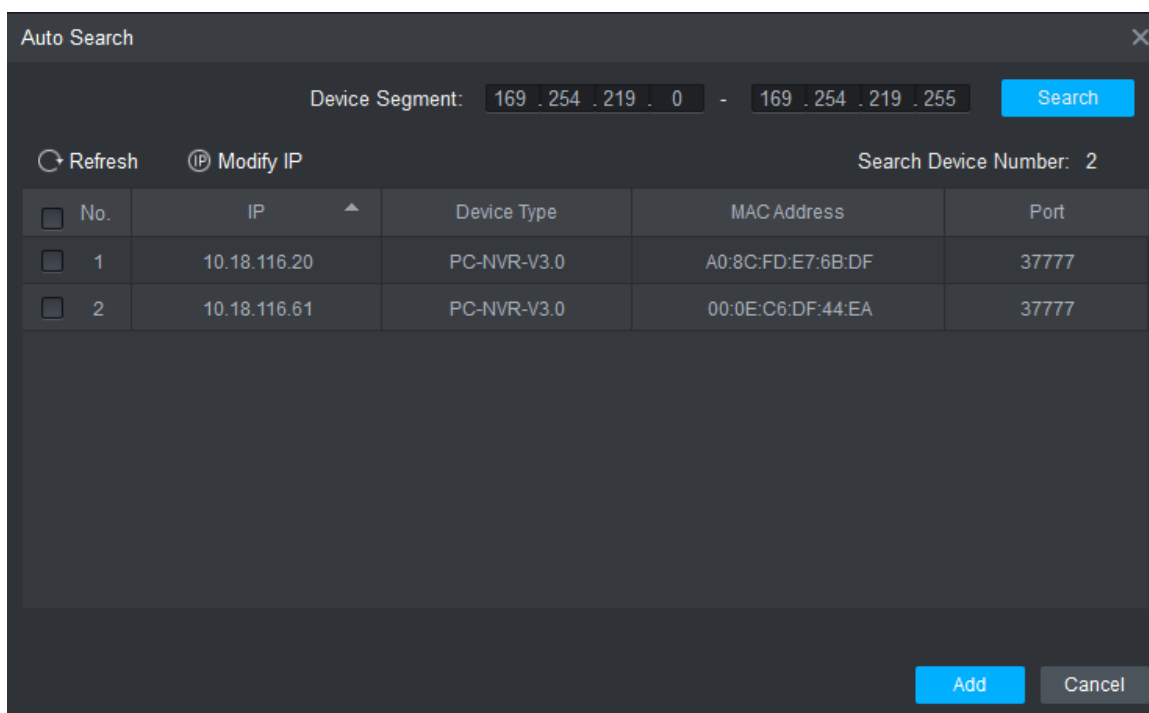 Auto Search
Device Segment: 169 . 254 . 219 . 0 - 169 . 254 . 219 . 255 Search
Refresh IP Modify IP Search Device Number: 2
No. IP Device Type MAC Address Port
1 10.18.116.20 PC-NVR-V3.0 A0:8C:FD:E7:6B:DF 37777
2 10.18.116.61 PC-NVR-V3.0 00:0E:C6:DF:44:EA 37777
Add Cancel